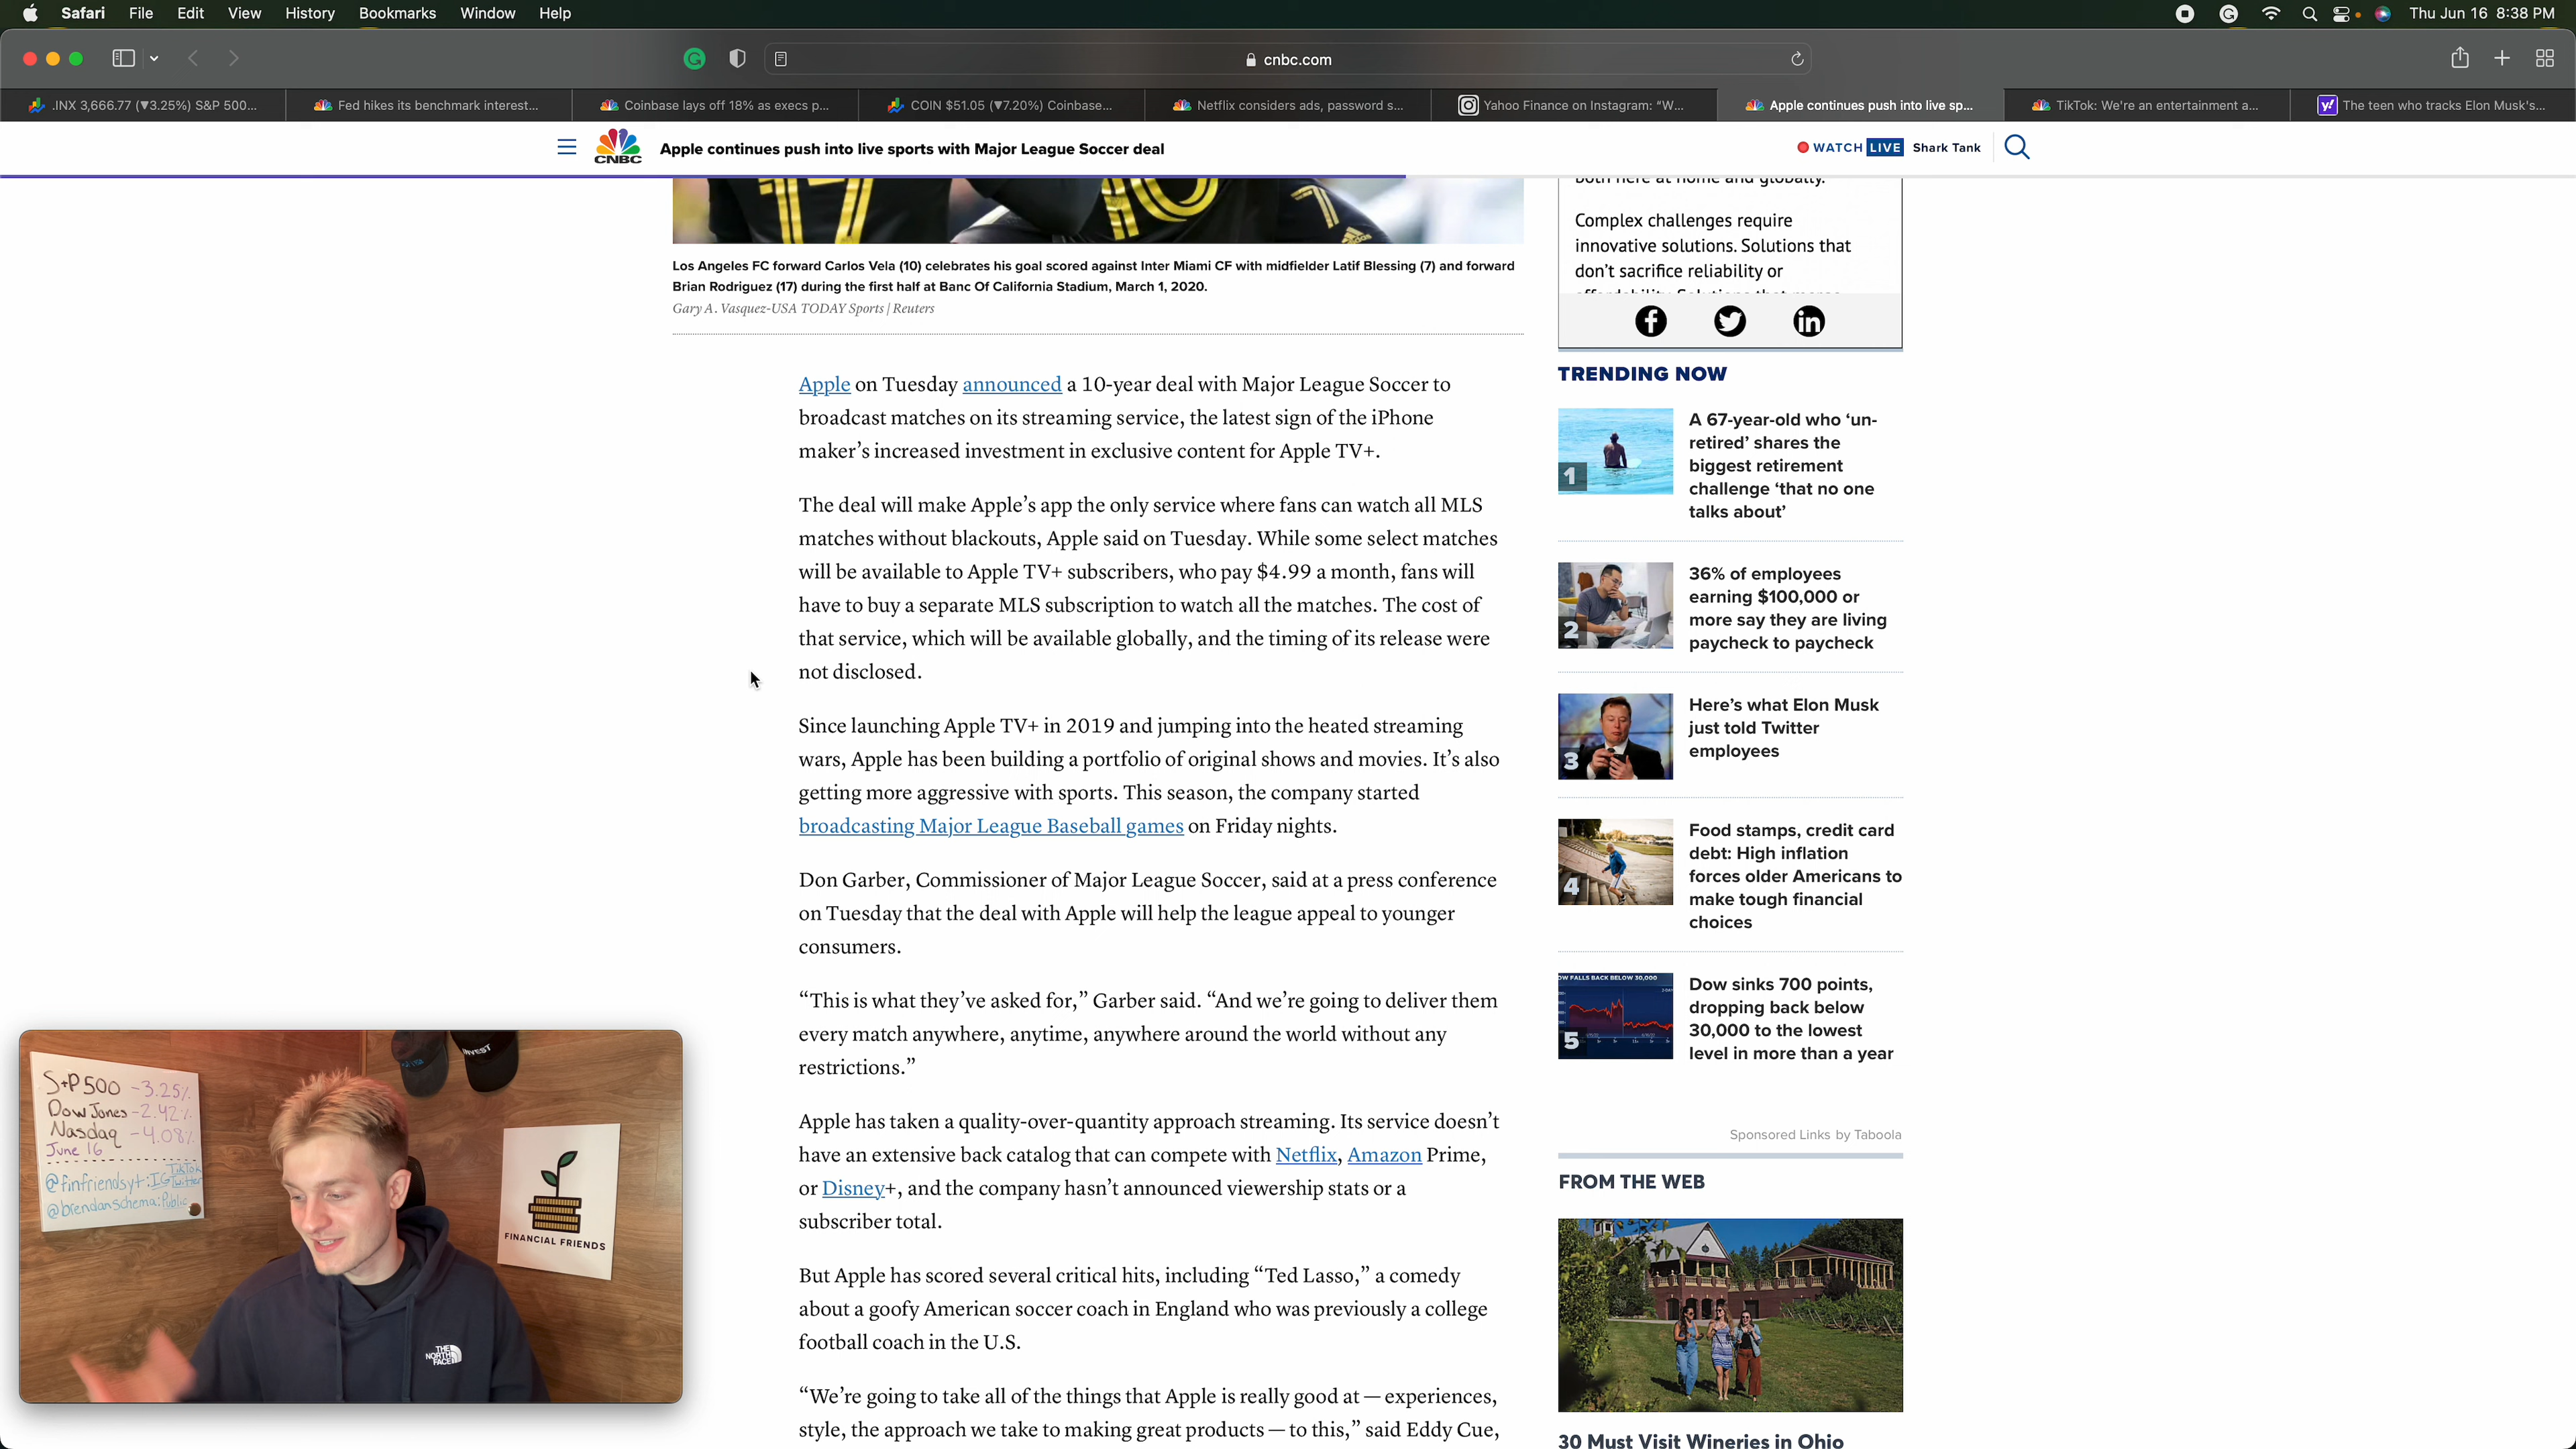 Safari File Edit View History Bookmarks Window Help
Thu Jun 16 8:38 PM
cnbc.com
.INX 3,666.77 (▼3.25%) S&P 500...
Fed hikes its benchmark interest...
Coinbase lays off 18% as execs p...
COIN $51.05 (▼7.20%) Coinbase...
Netflix considers ads, password s...
Yahoo Finance on Instagram: “W...
Apple continues push into live sp...
TikTok: We're an entertainment a...
The teen who tracks Elon Musk's...
CNBC
Apple continues push into live sports with Major League Soccer deal
WATCH LIVE Shark Tank
Los Angeles FC forward Carlos Vela (10) celebrates his goal scored against Inter Miami CF with midfielder Latif Blessing (7) and forward
Brian Rodriguez (17) during the first half at Banc Of California Stadium, March 1, 2020.
Gary A. Vasquez-USA TODAY Sports | Reuters
Apple on Tuesday announced a 10-year deal with Major League Soccer to
broadcast matches on its streaming service, the latest sign of the iPhone
maker’s increased investment in exclusive content for Apple TV+.
The deal will make Apple’s app the only service where fans can watch all MLS
matches without blackouts, Apple said on Tuesday. While some select matches
will be available to Apple TV+ subscribers, who pay $4.99 a month, fans will
have to buy a separate MLS subscription to watch all the matches. The cost of
that service, which will be available globally, and the timing of its release were
not disclosed.
Since launching Apple TV+ in 2019 and jumping into the heated streaming
wars, Apple has been building a portfolio of original shows and movies. It’s also
getting more aggressive with sports. This season, the company started
broadcasting Major League Baseball games on Friday nights.
Don Garber, Commissioner of Major League Soccer, said at a press conference
on Tuesday that the deal with Apple will help the league appeal to younger
consumers.
“This is what they’ve asked for,” Garber said. “And we’re going to deliver them
every match anywhere, anytime, anywhere around the world without any
restrictions.”
Apple has taken a quality-over-quantity approach streaming. Its service doesn’t
have an extensive back catalog that can compete with Netflix, Amazon Prime,
or Disney+, and the company hasn’t announced viewership stats or a
subscriber total.
But Apple has scored several critical hits, including “Ted Lasso,” a comedy
about a goofy American soccer coach in England who was previously a college
football coach in the U.S.
“We’re going to take all of the things that Apple is really good at — experiences,
style, the approach we take to making great products — to this,” said Eddy Cue,
both here at home and globally.
Complex challenges require
innovative solutions. Solutions that
don’t sacrifice reliability or
TRENDING NOW
1
A 67-year-old who ‘un-
retired’ shares the
biggest retirement
challenge ‘that no one
talks about’
2
36% of employees
earning $100,000 or
more say they are living
paycheck to paycheck
3
Here’s what Elon Musk
just told Twitter
employees
4
Food stamps, credit card
debt: High inflation
forces older Americans to
make tough financial
choices
OW FALLS BACK BELOW 30,000
5
Dow sinks 700 points,
dropping back below
30,000 to the lowest
level in more than a year
Sponsored Links by Taboola
FROM THE WEB
30 Must Visit Wineries in Ohio
S+P 500 -3.25%
Dow Jones -2.42%
Nasdaq -4.08%
June 16
TikTok
@finfriendsyt:IG Twitter
@brendanschema:Public
INVEST
FINANCIAL FRIENDS
THE
NORTH
FACE